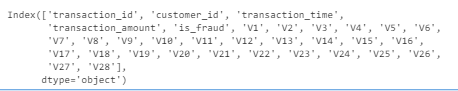 Index(['transaction_id', 'customer_id', 'transaction_time',
'transaction_amount', 'is_fraud', 'V1', 'V2', 'V3', 'V4', 'V5', 'V6',
'V7', 'V8', 'V9', 'V10', 'V11', 'V12', 'V13', 'V14', 'V15', 'V16',
'V17', 'V18', 'V19', 'V20', 'V21', 'V22', 'V23', 'V24', 'V25', 'V26',
'V27', 'V28'],
dtype='object')